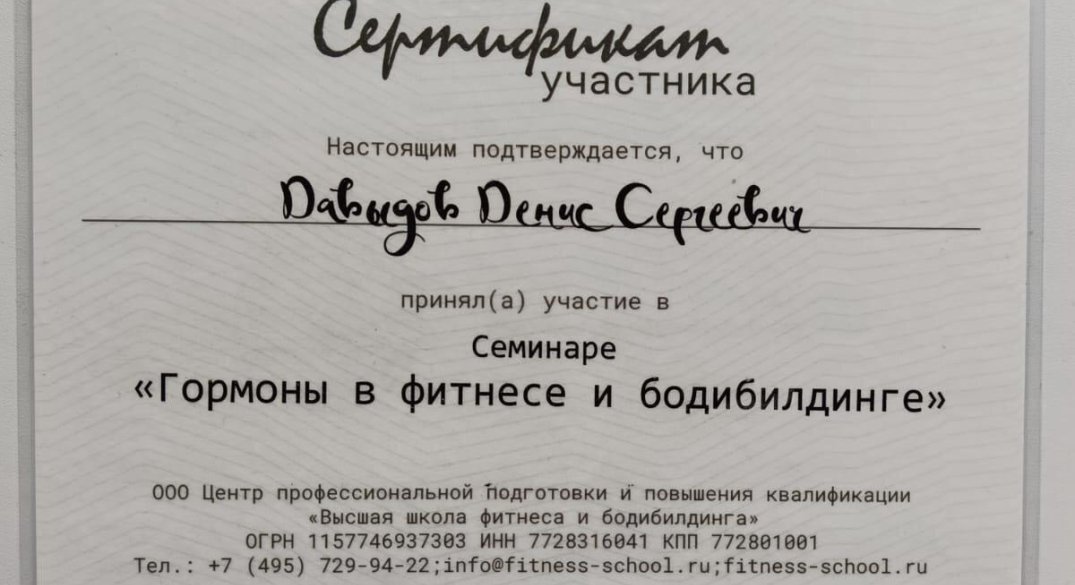 Сертификат
участника
Настоящим подтверждается, что
Давыдов Денис Сергеевич
принял(а) участие в
Семинаре
«Гормоны в фитнесе и бодибилдинге»
ООО Центр профессиональной подготовки и повышения квалификации
«Высшая школа фитнеса и бодибилдинга»
ОГРН 1157746937303 ИНН 7728316041 КПП 772801001
Тел.: +7 (495) 729-94-22;info@fitness-school.ru;fitness-school.ru